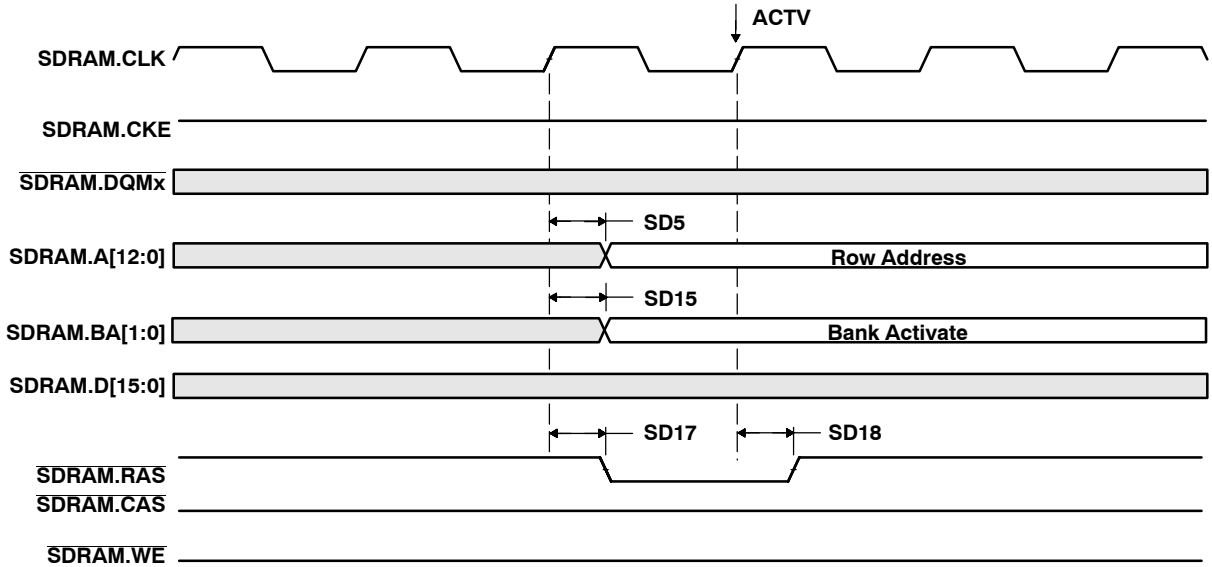 ACTV
SDRAM.CLK
SDRAM.CKE
SDRAM.DQMx
SD5
SDRAM.A[12:0]
Row Address
SD15
SDRAM.BA[1:0]
Bank Activate
SDRAM.D[15:0]
SD17
SD18
SDRAM.RAS
SDRAM.CAS
SDRAM.WE